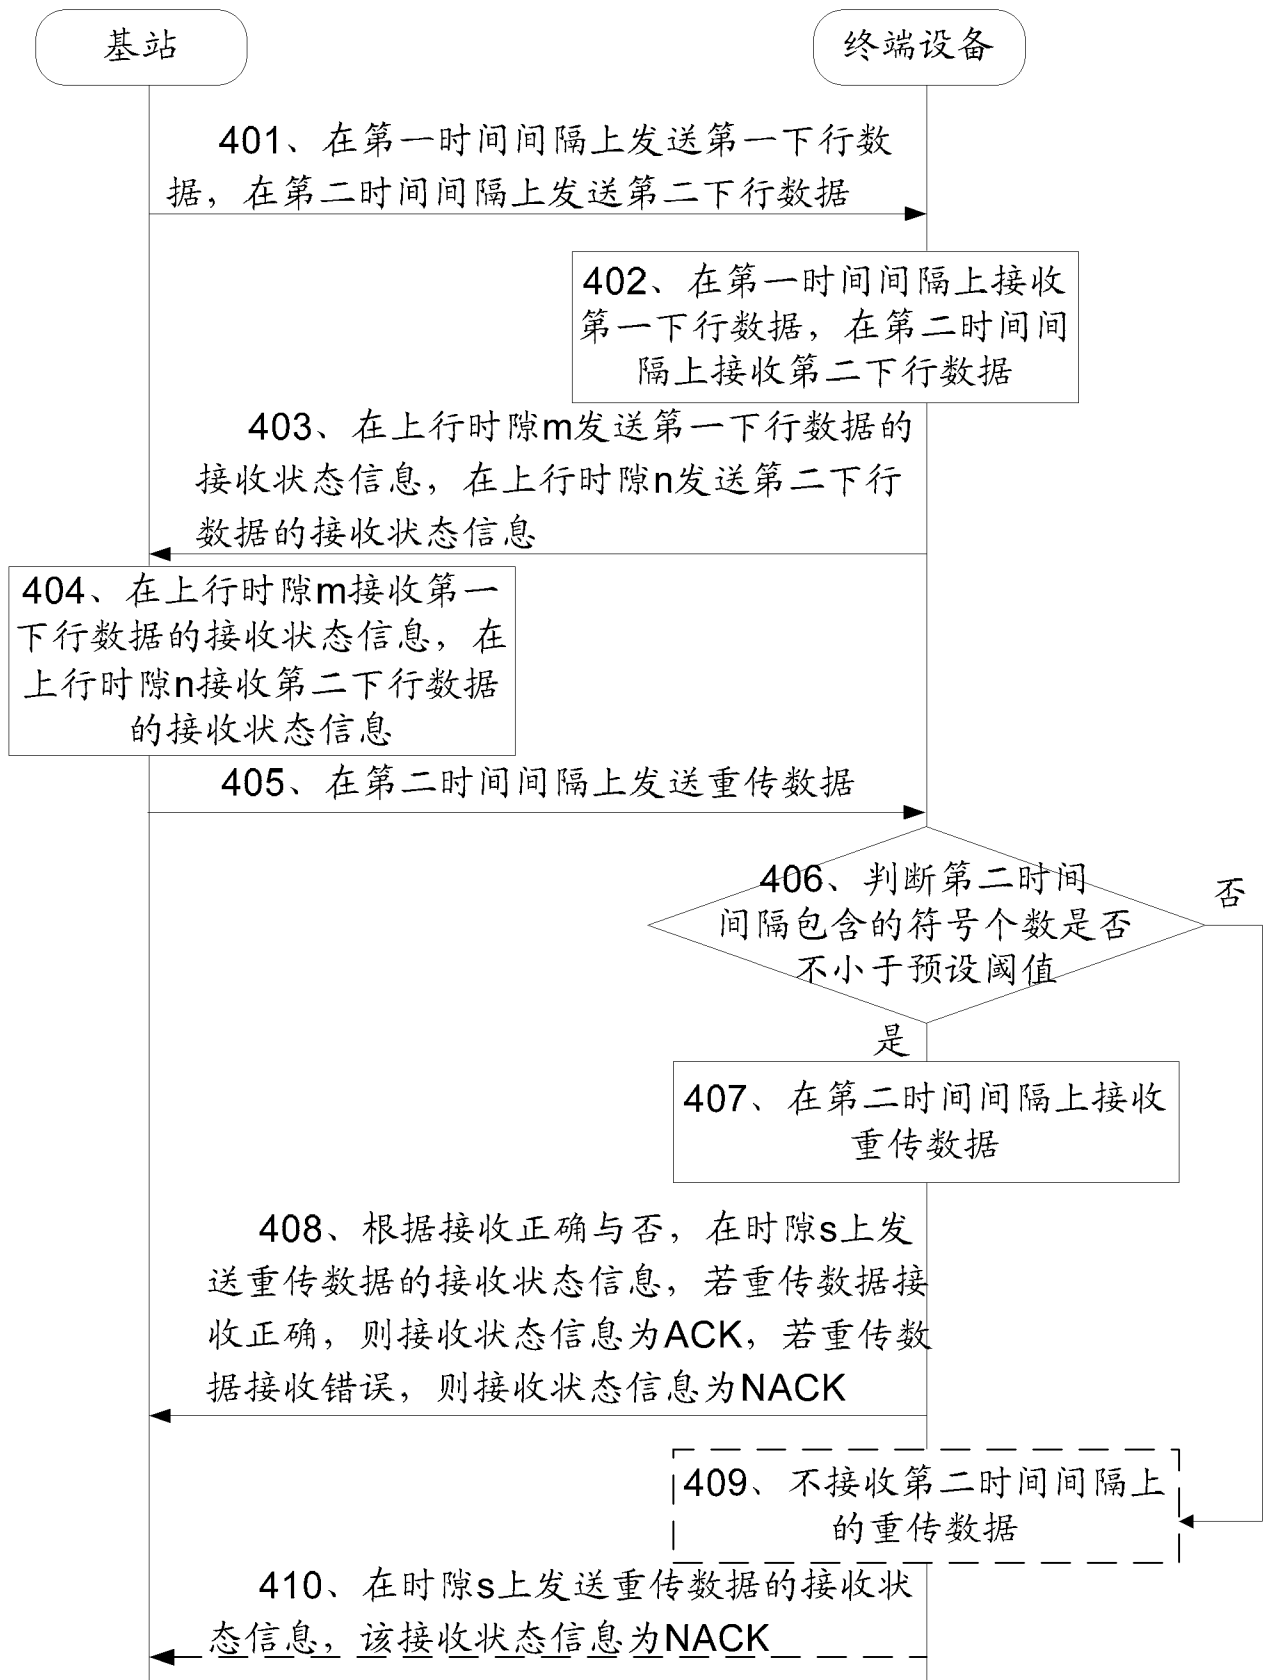 基站
终端设备
401、在第一时间间隔上发送第一下行数
据，在第二时间间隔上发送第二下行数据
402、在第一时间间隔上接收
第一下行数据，在第二时间间
隔上接收第二下行数据
403、在上行时隙m发送第一下行数据的
接收状态信息，在上行时隙n发送第二下行
数据的接收状态信息
404、在上行时隙m接收第一
下行数据的接收状态信息，在
上行时隙n接收第二下行数据
的接收状态信息
405、在第二时间间隔上发送重传数据
406、判断第二时间
间隔包含的符号个数是否
不小于预设阈值
否
是
407、在第二时间间隔上接收
重传数据
408、根据接收正确与否，在时隙s上发
送重传数据的接收状态信息，若重传数据接
收正确，则接收状态信息为ACK，若重传数
据接收错误，则接收状态信息为NACK
409、不接收第二时间间隔上
的重传数据
410、在时隙s上发送重传数据的接收状
态信息，该接收状态信息为NACK